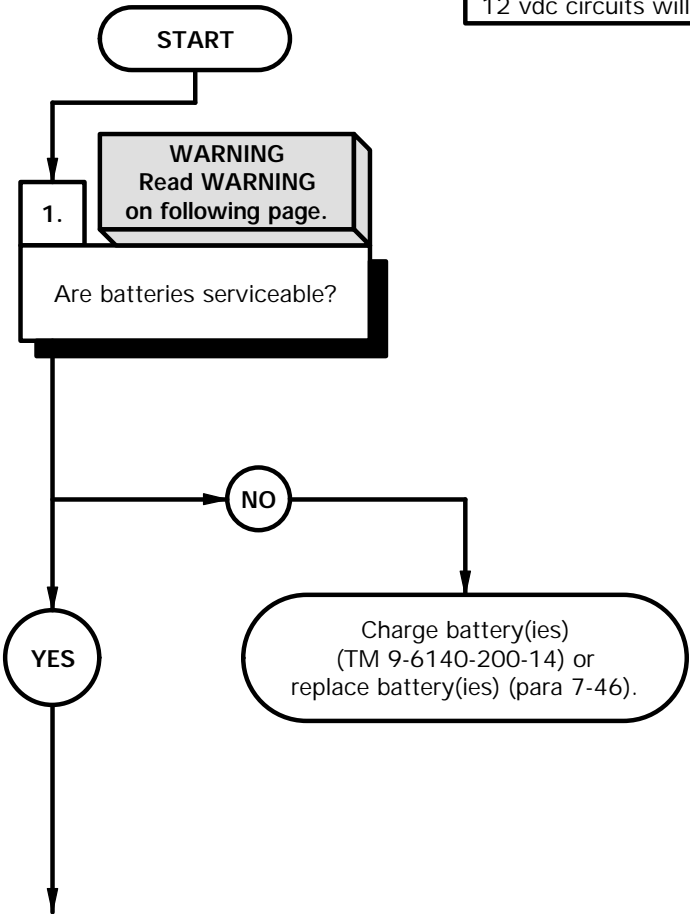 12 vdc circuits will
START
WARNING
Read WARNING
on following page.
1.
Are batteries serviceable?
NO
YES
Charge battery(ies)
(TM 9-6140-200-14) or
replace battery(ies) (para 7-46).